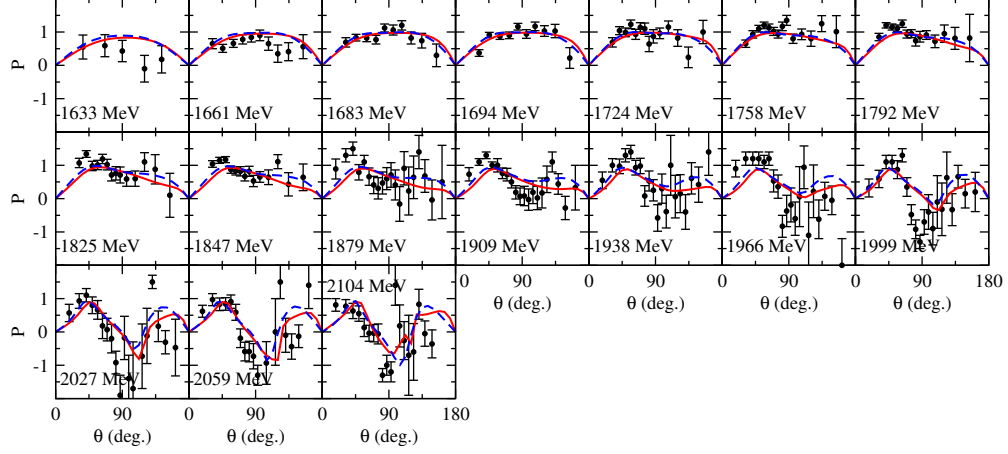 P
1
0
-1
1633 MeV
1661 MeV
1683 MeV
1694 MeV
1724 MeV
1758 MeV
1792 MeV
P
1
0
-1
1825 MeV
1847 MeV
1879 MeV
1909 MeV
1938 MeV
1966 MeV
1999 MeV
0 90 0 90 0 90 180
θ (deg.) θ (deg.) θ (deg.) θ (deg.)
P
1
0
-1
2027 MeV
2059 MeV
2104 MeV
0 90 0 90 0 90 180
θ (deg.) θ (deg.) θ (deg.)